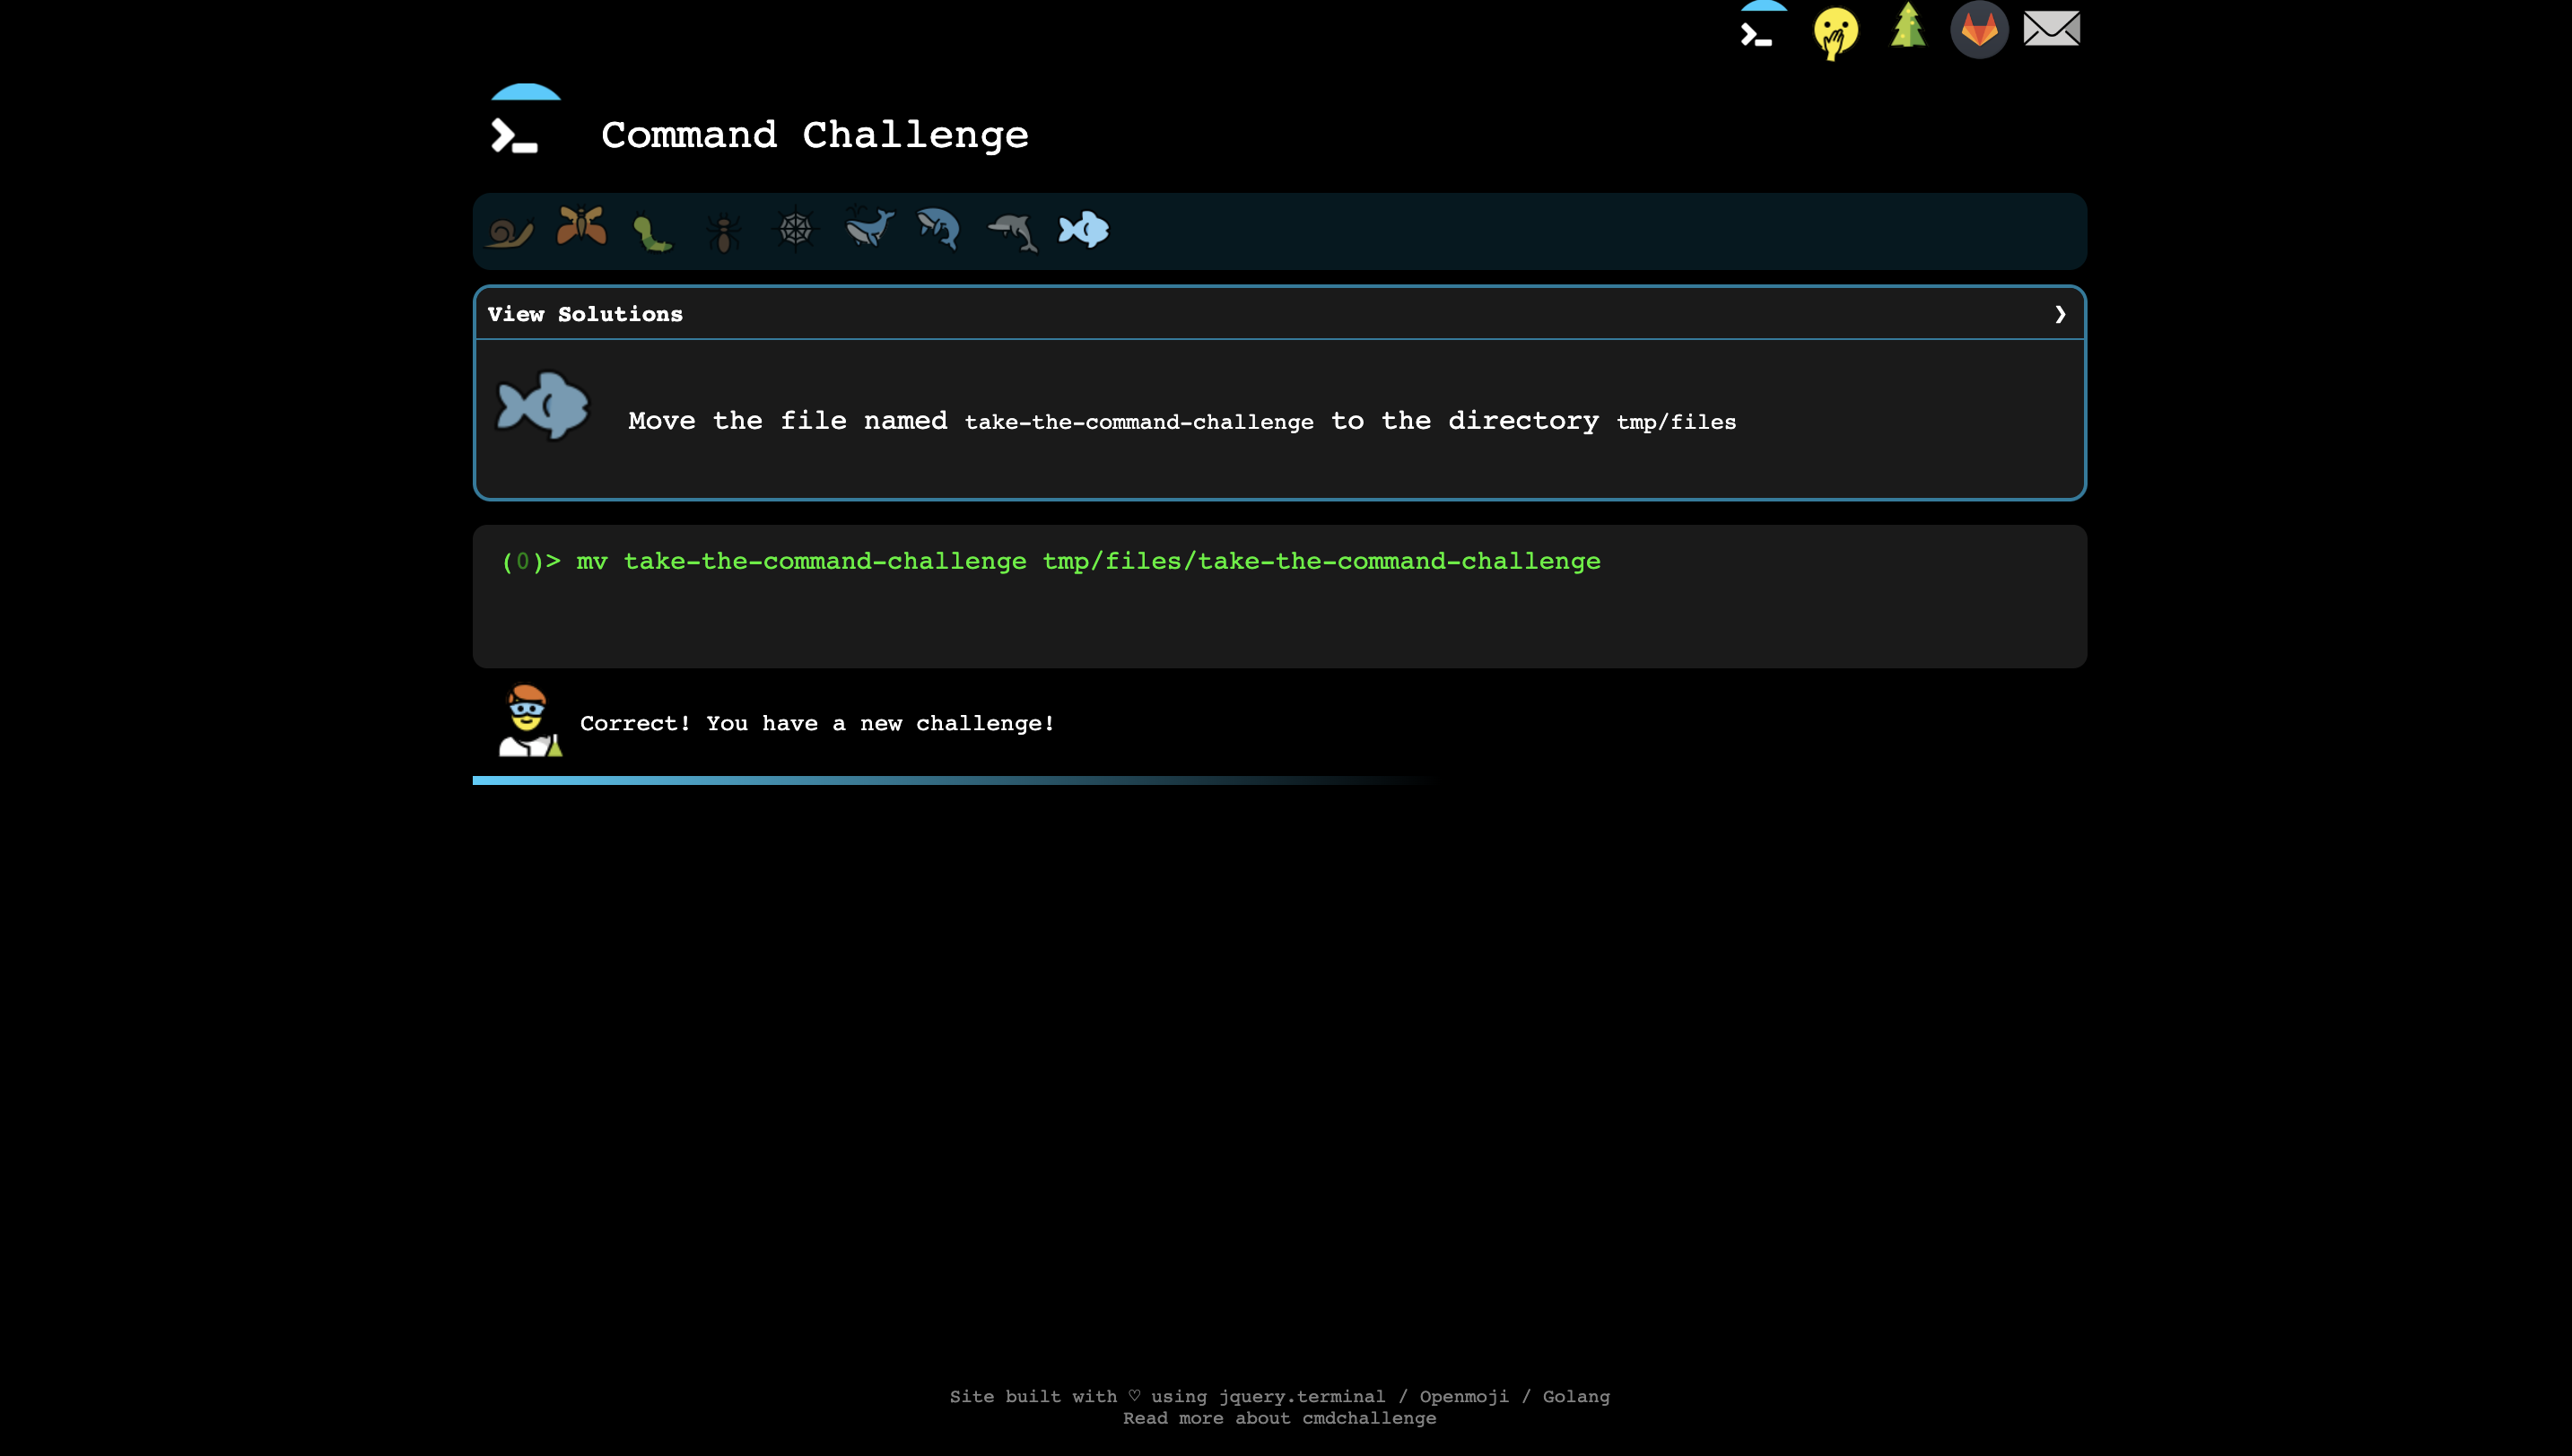 Command Challenge
View Solutions ❯
Move the file named take-the-command-challenge to the directory tmp/files
(0)> mv take-the-command-challenge tmp/files/take-the-command-challenge
Correct! You have a new challenge!
Site built with ♡ using jquery.terminal / Openmoji / Golang
Read more about cmdchallenge